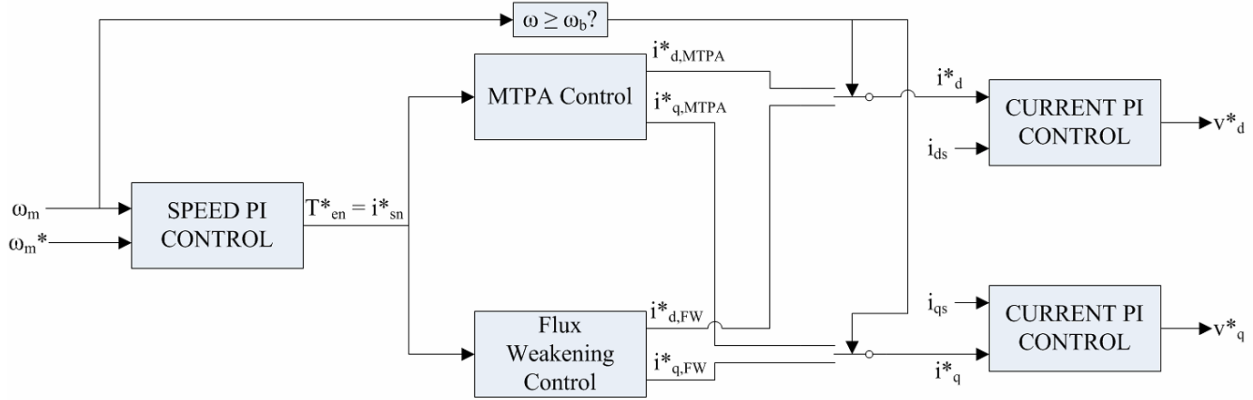 ω ≥ ω_b?
MTPA Control
i*_d,MTPA
i*_q,MTPA
i*_d
CURRENT PI
CONTROL
v*_d
i_ds
ω_m
ω_m*
SPEED PI
CONTROL
T*_en = i*_sn
Flux
Weakening
Control
i*_d,FW
i*_q,FW
i_qs
i*_q
CURRENT PI
CONTROL
v*_q